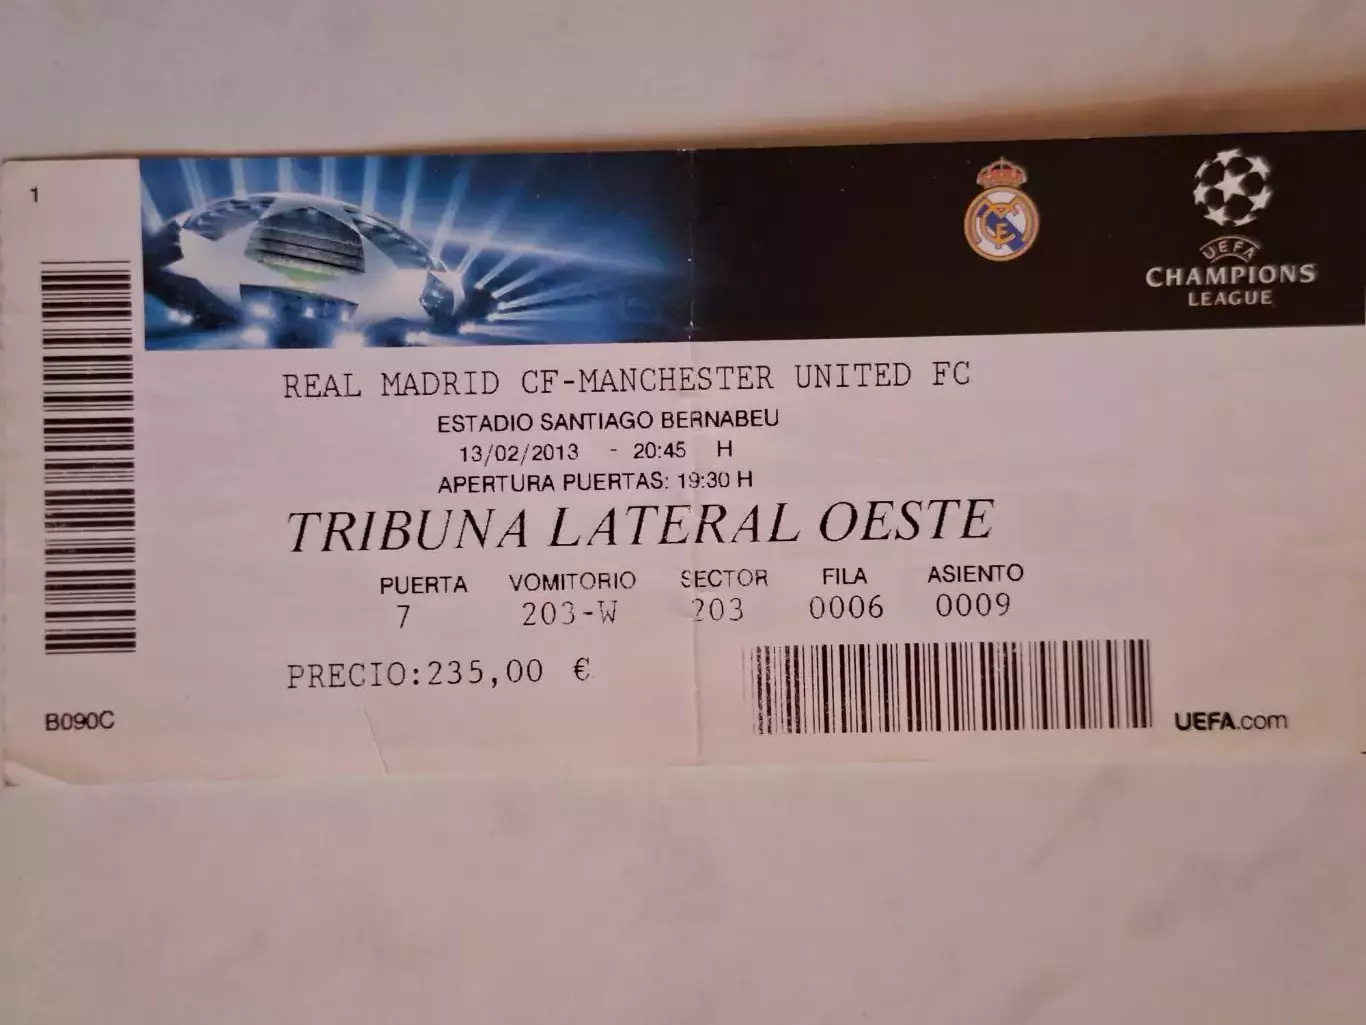 1
UEFA
CHAMPIONS
LEAGUE
REAL MADRID CF-MANCHESTER UNITED FC
ESTADIO SANTIAGO BERNABEU
13/02/2013 - 20:45 H
APERTURA PUERTAS: 19:30 H
TRIBUNA LATERAL OESTE
PUERTA VOMITORIO SECTOR FILA ASIENTO
7 203-W 203 0006 0009
PRECIO:235,00 €
B090C
UEFA.com